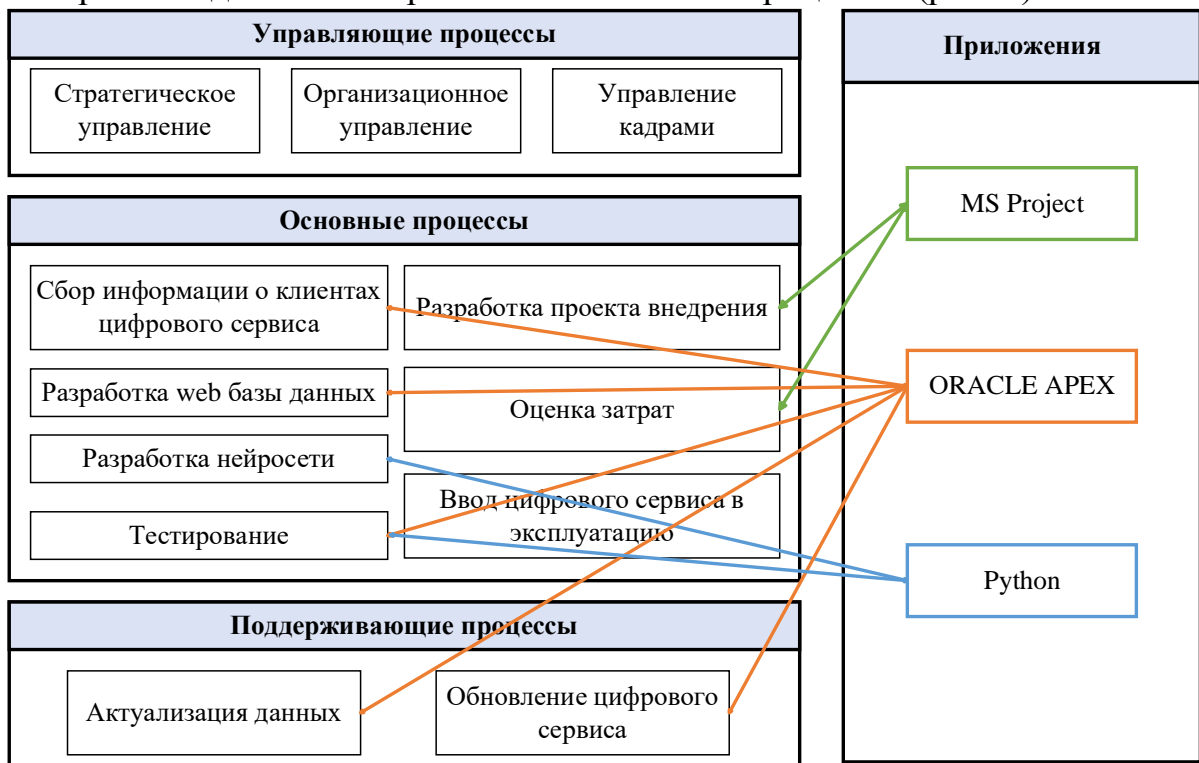 Управляющие процессы
Стратегическое
управление
Организационное
управление
Управление
кадрами
Основные процессы
Сбор информации о клиентах
цифрового сервиса
Разработка проекта внедрения
Разработка web базы данных
Оценка затрат
Разработка нейросети
Ввод цифрового сервиса в
эксплуатацию
Тестирование
Поддерживающие процессы
Актуализация данных
Обновление цифрового
сервиса
Приложения
MS Project
ORACLE APEX
Python